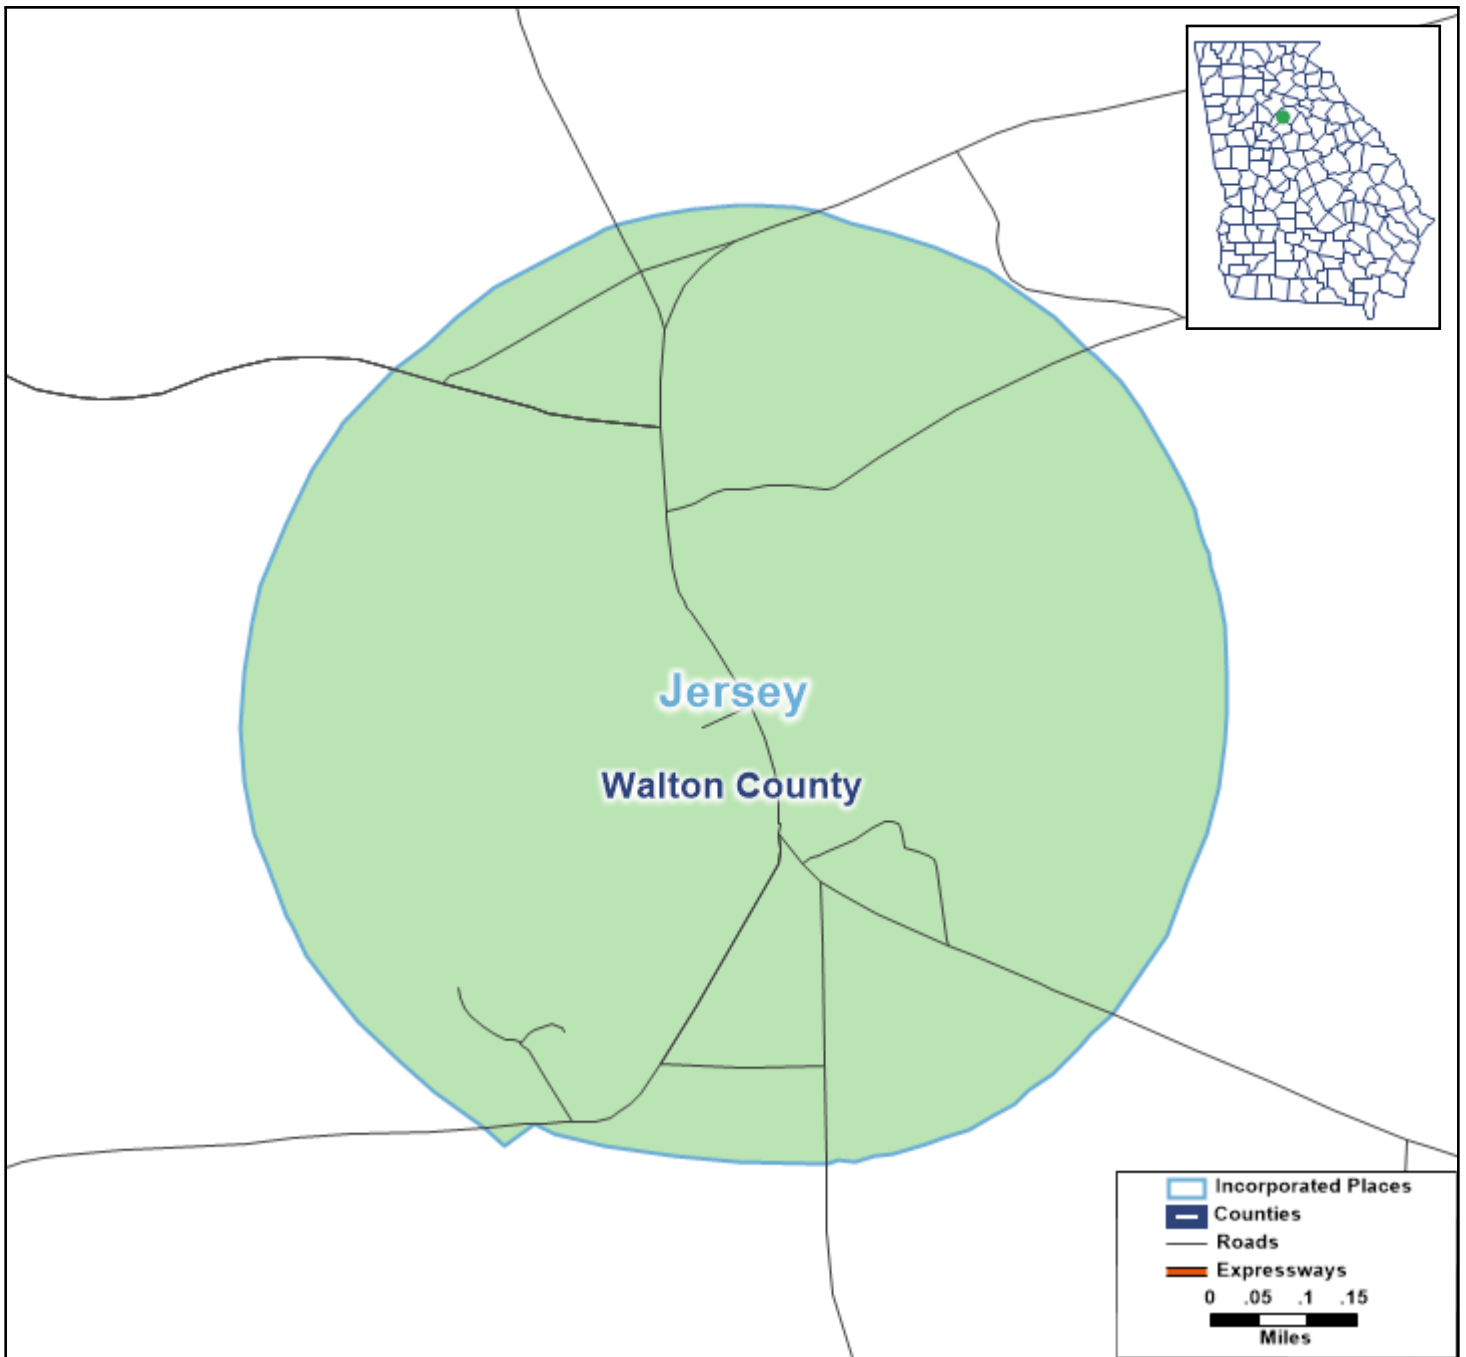 Jersey
Walton County
Incorporated Places
Counties
Roads
Expressways
0 .05 .1 .15
Miles